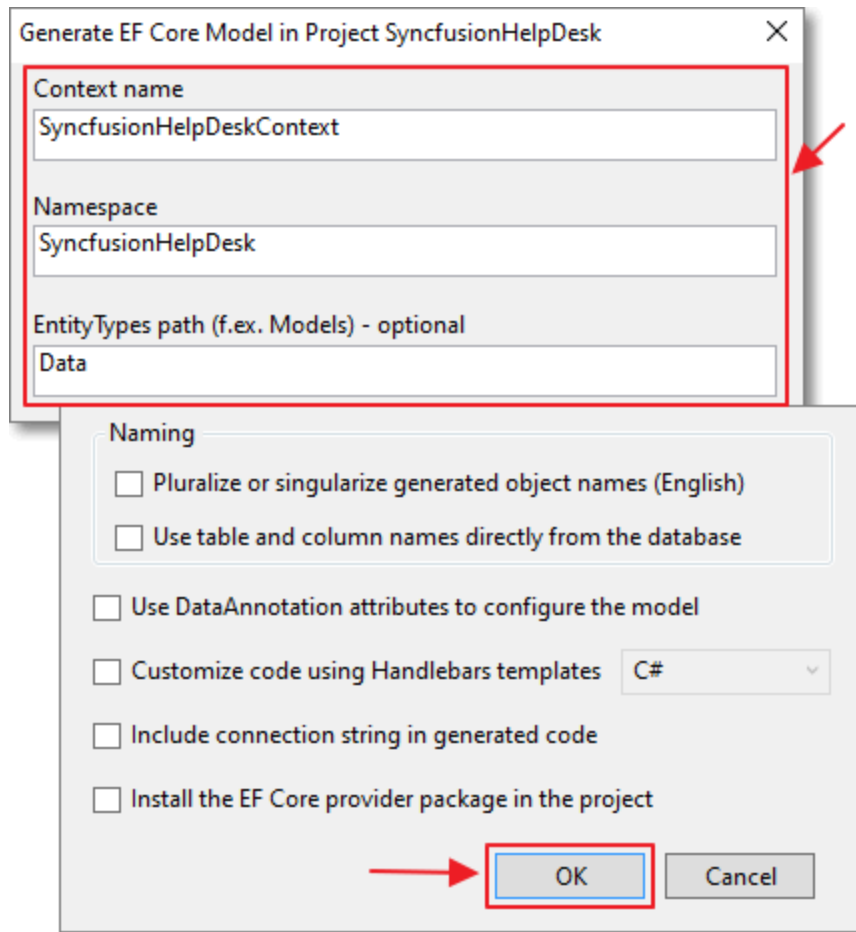 Generate EF Core Model in Project SyncfusionHelpDesk
Context name
SyncfusionHelpDeskContext
Namespace
SyncfusionHelpDesk
EntityTypes path (f.ex. Models) - optional
Data
Naming
Pluralize or singularize generated object names (English)
Use table and column names directly from the database
Use DataAnnotation attributes to configure the model
Customize code using Handlebars templates C#
Include connection string in generated code
Install the EF Core provider package in the project
OK Cancel